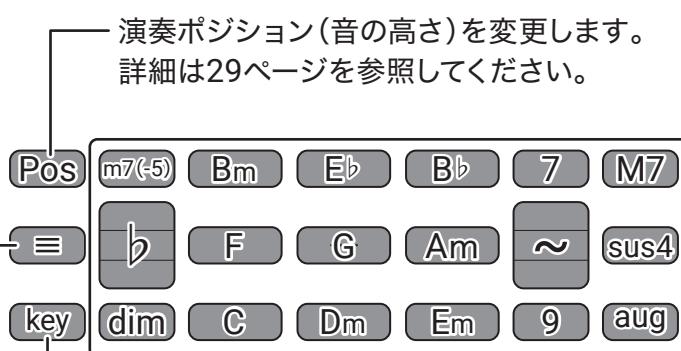 演奏ポジション（音の高さ）を変更します。
詳細は29ページを参照してください。
Pos m7(-5) Bm E♭ B♭ 7 M7
≡ ♭ F G Am ~ sus4
key dim C Dm Em 9 aug